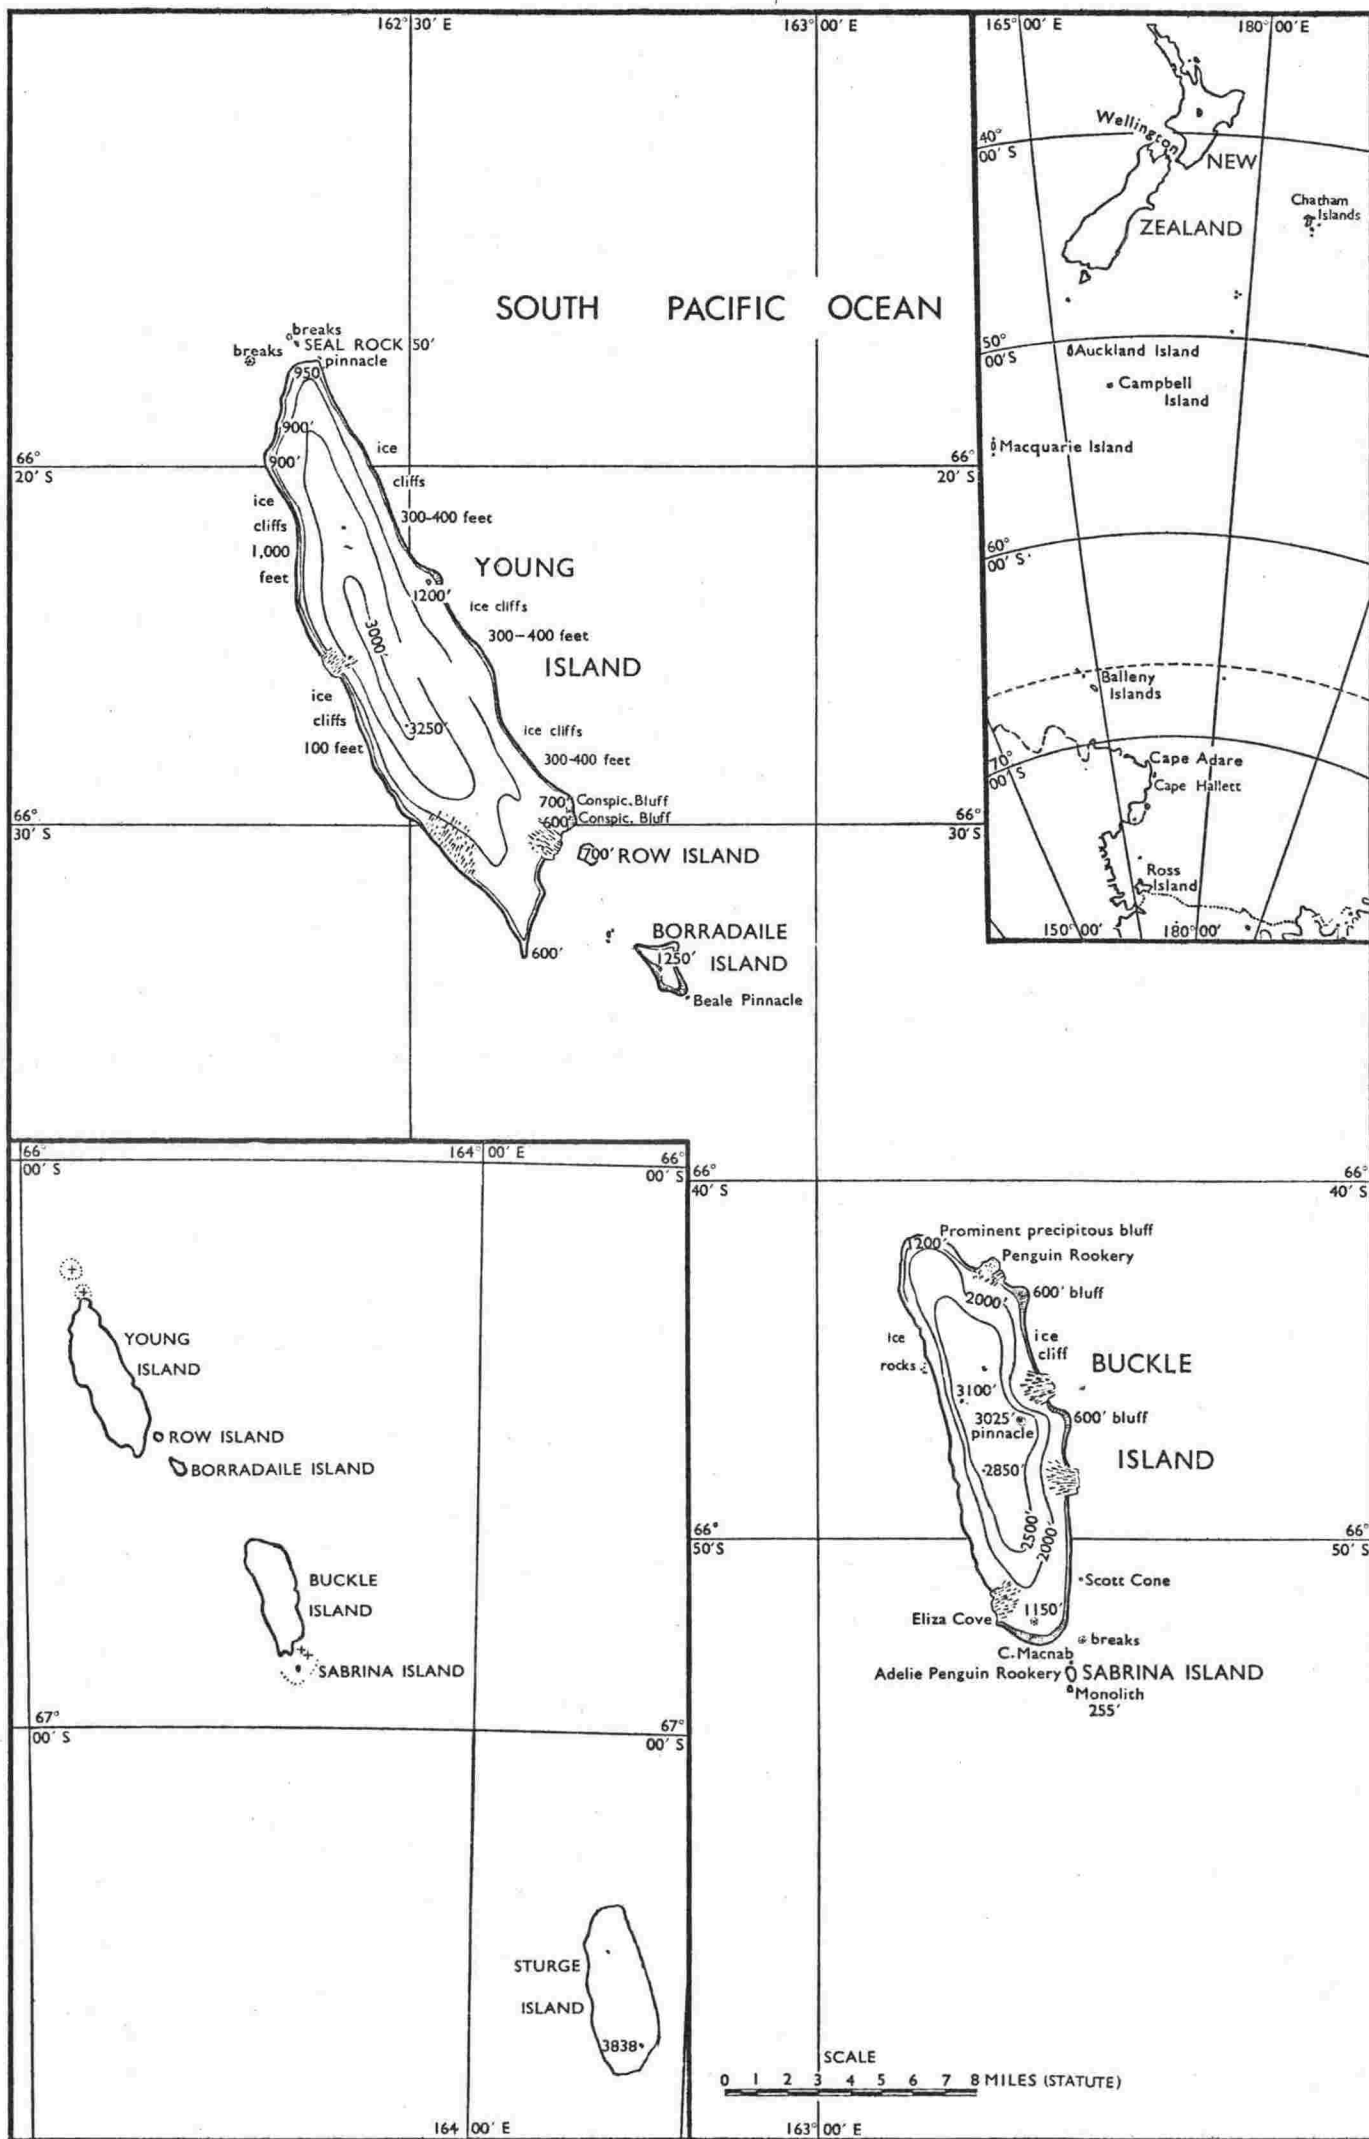 162° 30' E
163° 00' E
SOUTH PACIFIC OCEAN
breaks
SEAL ROCK 50'
breaks
pinnacle
950'
900'
ice
66°
900'
20' S
20' S
cliffs
ice
300-400 feet
cliffs
1,000
feet
YOUNG
1200'
ice cliffs
300-400 feet
3000'
ISLAND
ice
cliffs
3250'
ice cliffs
100 feet
300-400 feet
700' Conspic. Bluff
66°
600' Conspic. Bluff
66°
30' S
30' S
700' ROW ISLAND
BORRADAILE
600'
1250' ISLAND
Beale Pinnacle
165° 00' E
180° 00' E
Wellington
40°
00' S
NEW
Chatham
Islands
ZEALAND
50°
00' S
Auckland Island
Campbell
Island
Macquarie Island
60°
00' S
Balleny
Islands
70°
00' S
Cape Adare
Cape Hallett
Ross
Island
150° 00'
180° 00'
66°
00' S
164° 00' E
66°
00' S
YOUNG
ISLAND
ROW ISLAND
BORRADAILE ISLAND
BUCKLE
ISLAND
SABRINA ISLAND
67°
00' S
67°
00' S
STURGE
ISLAND
3838
164 00' E
66°
40' S
66°
40' S
Prominent precipitous bluff
1200'
Penguin Rookery
2000'
600' bluff
ice
rocks
ice
cliff
BUCKLE
3100'
3025'
pinnacle
600' bluff
ISLAND
2850'
2500'
2000'
66°
50' S
66°
50' S
Scott Cone
Eliza Cove
1150'
breaks
C. Macnab
Adelie Penguin Rookery
SABRINA ISLAND
Monolith
255'
SCALE
0 1 2 3 4 5 6 7 8 MILES (STATUTE)
163° 00' E